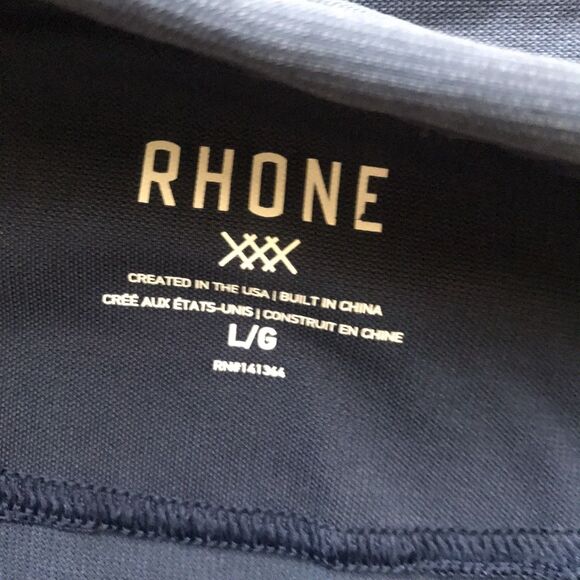 RHONE
CREATED IN THE USA | BUILT IN CHINA
CRÉÉ AUX ÉTATS-UNIS | CONSTRUIT EN CHINE
L/G
RN#141364